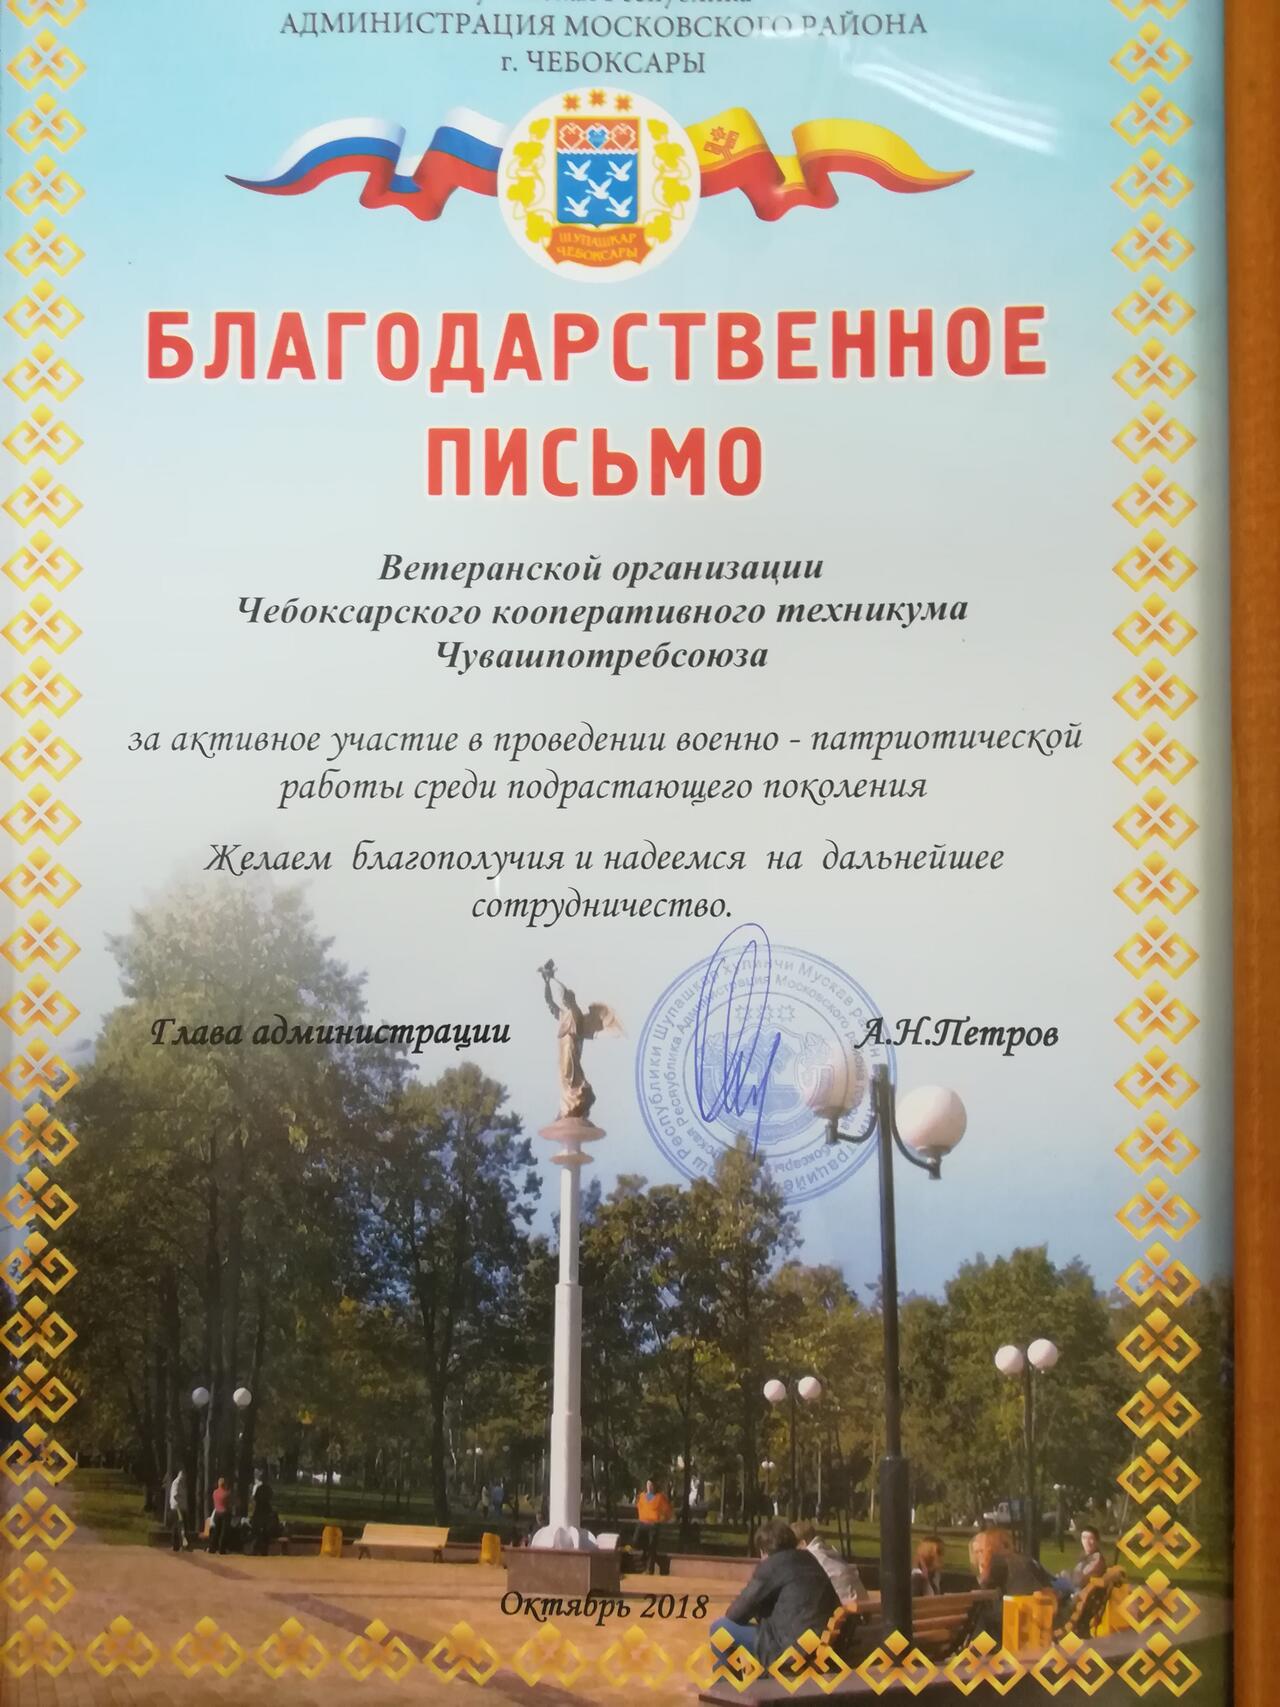 АДМИНИСТРАЦИЯ МОСКОВСКОГО РАЙОНА
г. ЧЕБОКСАРЫ
ШУПАШКАР
ЧЕБОКСАРЫ
БЛАГОДАРСТВЕННОЕ
ПИСЬМО
Ветеранской организации
Чебоксарского кооперативного техникума
Чувашпотребсоюза
за активное участие в проведении военно - патриотической
работы среди подрастающего поколения
Желаем благополучия и надеемся на дальнейшее
сотрудничество.
Глава администрации
А.Н.Петров
Октябрь 2018